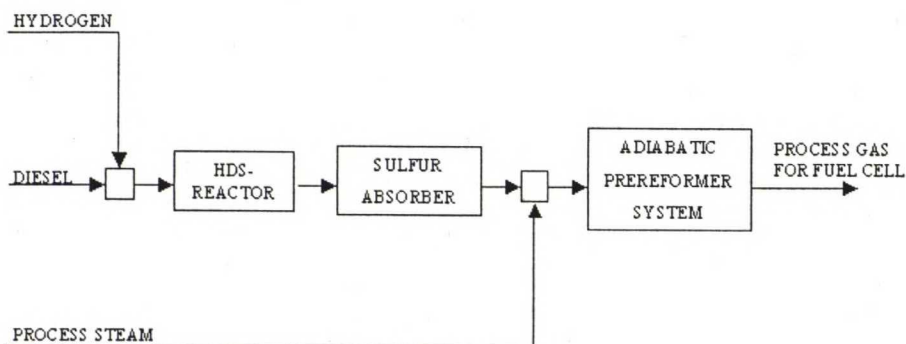 HYDROGEN
DIESEL
HDS-
REACTOR
SULFUR
ABSORBER
ADIABATIC
PREREFORMER
SYSTEM
PROCESS GAS
FOR FUEL CELL
PROCESS STEAM